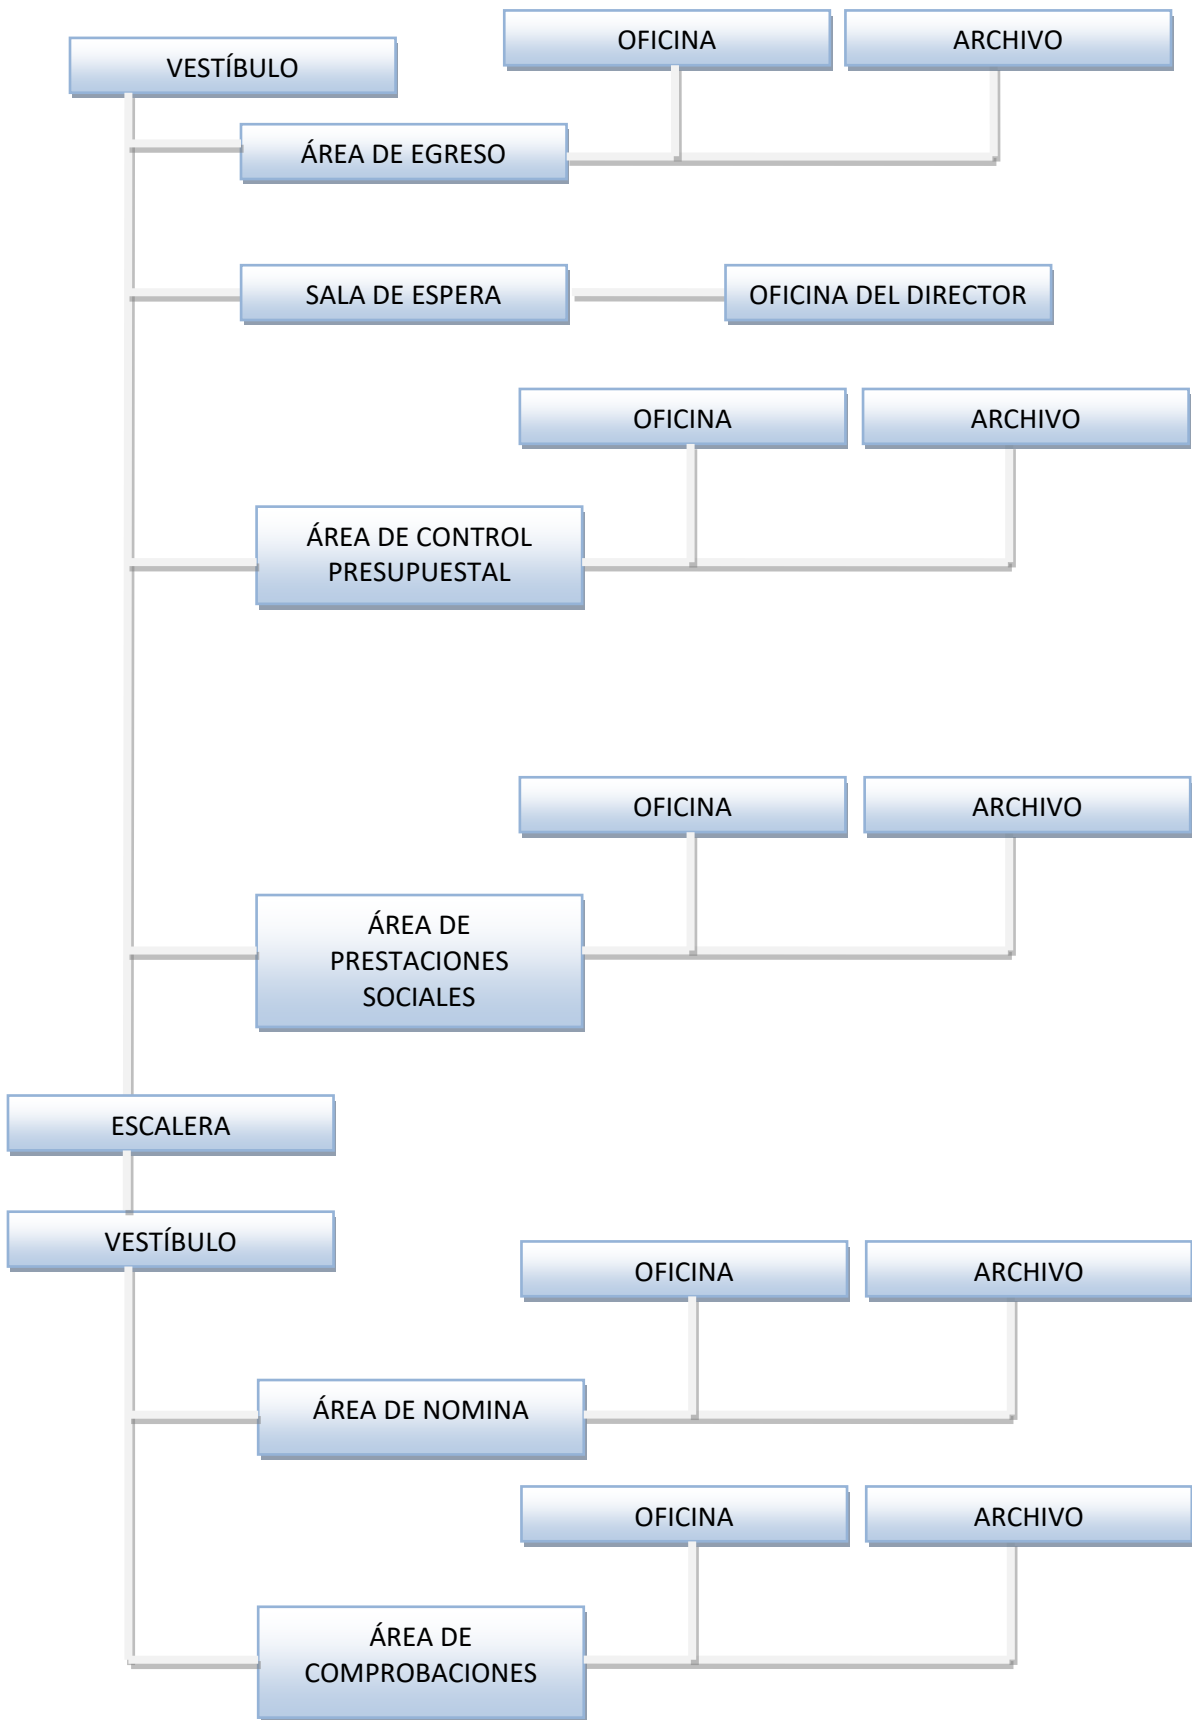 OFICINA
ARCHIVO
VESTÍBULO
ÁREA DE EGRESO
SALA DE ESPERA
OFICINA DEL DIRECTOR
OFICINA
ARCHIVO
ÁREA DE CONTROL
PRESUPUESTAL
OFICINA
ARCHIVO
ÁREA DE
PRESTACIONES
SOCIALES
ESCALERA
VESTÍBULO
OFICINA
ARCHIVO
ÁREA DE NOMINA
OFICINA
ARCHIVO
ÁREA DE
COMPROBACIONES